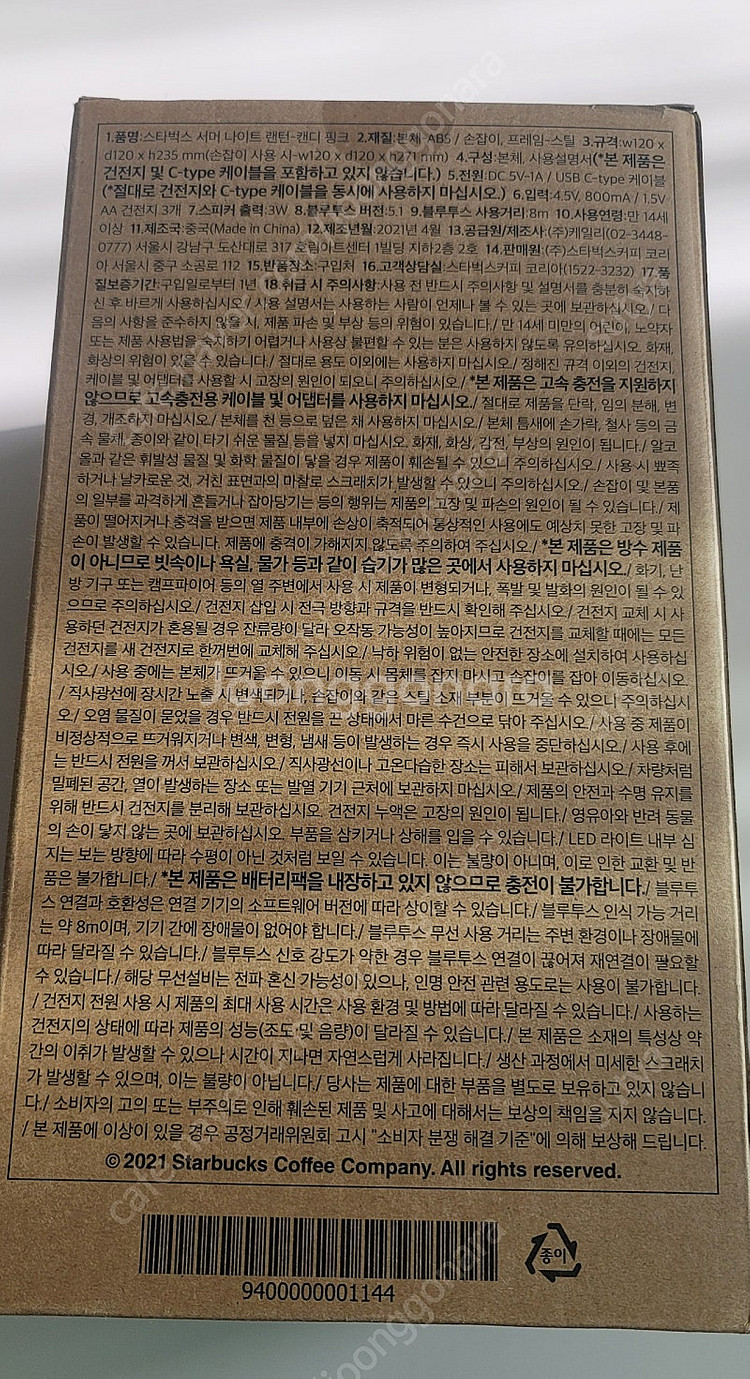 1.품명:스타벅스 서머 나이트 랜턴-캔디 핑크 2.재질:본체-ABS / 손잡이, 프레임-스틸 3.규격:w120 x
d120 x h235 mm(손잡이 사용 시-w120 x d120 x h271 mm) 4.구성:본체, 사용설명서(*본 제품은
건전지 및 C-type 케이블을 포함하고 있지 않습니다.) 5.전원:DC 5V-1A / USB C-type 케이블
(*절대로 건전지와 C-type 케이블을 동시에 사용하지 마십시오.) 6.입력:4.5V, 800mA / 1.5V
AA 건전지 3개 7.스피커 출력:3W 8.블루투스 버전:5.1 9.블루투스 사용거리:8m 10.사용연령:만 14세
이상 11.제조국:중국(Made in China) 12.제조년월:2021년 4월 13.공급원/제조사:(주)케일리(02-3448-
0777) 서울시 강남구 도산대로 317 호림아트센터 1빌딩 지하2층 2호 14.판매원:(주)스타벅스커피 코리
아 서울시 중구 소공로 112 15.반품장소:구입처 16.고객상담실:스타벅스커피 코리아(1522-3232) 17.품
질보증기간:구입일로부터 1년 18.취급 시 주의사항:사용 전 반드시 주의사항 및 설명서를 충분히 숙지하
신 후 바르게 사용하십시오./ 사용 설명서는 사용하는 사람이 언제나 볼 수 있는 곳에 보관하십시오./ 다
음의 사항을 준수하지 않을 시, 제품 파손 및 부상 등의 위험이 있습니다./ 만 14세 미만의 어린이, 노약자
또는 제품 사용법을 숙지하기 어렵거나 사용상 불편할 수 있는 분은 사용하지 않도록 유의하십시오. 화재,
화상의 위험이 있을 수 있습니다./ 절대로 용도 이외에는 사용하지 마십시오./ 정해진 규격 이외의 건전지,
케이블 및 어댑터를 사용할 시 고장의 원인이 되오니 주의하십시오./ *본 제품은 고속 충전을 지원하지
않으므로 고속충전용 케이블 및 어댑터를 사용하지 마십시오./ 절대로 제품을 단락, 임의 분해, 변
경, 개조하지 마십시오./ 본체를 천 등으로 덮은 채 사용하지 마십시오./ 본체 틈새에 손가락, 철사 등의 금
속 물체, 종이와 같이 타기 쉬운 물질 등을 넣지 마십시오. 화재, 화상, 감전, 부상의 원인이 됩니다./ 알코
올과 같은 휘발성 물질 및 화학 물질이 닿을 경우 제품이 훼손될 수 있으니 주의하십시오./ 사용 시 뾰족
하거나 날카로운 것, 거친 표면과의 마찰로 스크래치가 발생할 수 있으니 주의하십시오./ 손잡이 및 본품
의 일부를 과격하게 흔들거나 잡아당기는 등의 행위는 제품의 고장 및 파손의 원인이 될 수 있습니다./ 제
품이 떨어지거나 충격을 받으면 제품 내부에 손상이 축적되어 통상적인 사용에도 예상치 못한 고장 및 파
손이 발생할 수 있습니다. 제품에 충격이 가해지지 않도록 주의하여 주십시오./ *본 제품은 방수 제품
이 아니므로 빗속이나 욕실, 물가 등과 같이 습기가 많은 곳에서 사용하지 마십시오./ 화기, 난
방 기구 또는 캠프파이어 등의 열 주변에서 사용 시 제품이 변형되거나, 폭발 및 발화의 원인이 될 수 있
으므로 주의하십시오./ 건전지 삽입 시 전극 방향과 규격을 반드시 확인해 주십시오./ 건전지 교체 시 사
용하던 건전지가 혼용될 경우 잔류량이 달라 오작동 가능성이 높아지므로 건전지를 교체할 때에는 모든
건전지를 새 건전지로 한꺼번에 교체해 주십시오./ 낙하 위험이 없는 안전한 장소에 설치하여 사용하십
시오./ 사용 중에는 본체가 뜨거울 수 있으니 이동 시 몸체를 잡지 마시고 손잡이를 잡아 이동하십시오.
/ 직사광선에 장시간 노출 시 변색되거나, 손잡이와 같은 스틸 소재 부분이 뜨거울 수 있으니 주의하십시
오./ 오염 물질이 묻었을 경우 반드시 전원을 끈 상태에서 마른 수건으로 닦아 주십시오./ 사용 중 제품이
비정상적으로 뜨거워지거나 변색, 변형, 냄새 등이 발생하는 경우 즉시 사용을 중단하십시오./ 사용 후에
는 반드시 전원을 꺼서 보관하십시오./ 직사광선이나 고온다습한 장소는 피해서 보관하십시오./ 차량처럼
밀폐된 공간, 열이 발생하는 장소 또는 발열 기기 근처에 보관하지 마십시오./ 제품의 안전과 수명 유지를
위해 반드시 건전지를 분리해 보관하십시오. 건전지 누액은 고장의 원인이 됩니다./ 영유아와 반려 동물
의 손이 닿지 않는 곳에 보관하십시오. 부품을 삼키거나 상해를 입을 수 있습니다./ LED 라이트 내부 심
지는 보는 방향에 따라 수평이 아닌 것처럼 보일 수 있습니다. 이는 불량이 아니며, 이로 인한 교환 및 반
품은 불가합니다./ *본 제품은 배터리팩을 내장하고 있지 않으므로 충전이 불가합니다./ 블루투
스 연결과 호환성은 연결 기기의 소프트웨어 버전에 따라 상이할 수 있습니다./ 블루투스 인식 가능 거리
는 약 8m이며, 기기 간에 장애물이 없어야 합니다./ 블루투스 무선 사용 거리는 주변 환경이나 장애물에
따라 달라질 수 있습니다./ 블루투스 신호 강도가 약한 경우 블루투스 연결이 끊어져 재연결이 필요할
수 있습니다./ 해당 무선설비는 전파 혼신 가능성이 있으나, 인명 안전 관련 용도로는 사용이 불가합니다.
/ 건전지 전원 사용 시 제품의 최대 사용 시간은 사용 환경 및 방법에 따라 달라질 수 있습니다./ 사용하는
건전지의 상태에 따라 제품의 성능(조도 및 음량)이 달라질 수 있습니다./ 본 제품은 소재의 특성상 약
간의 이취가 발생할 수 있으나 시간이 지나면 자연스럽게 사라집니다./ 생산 과정에서 미세한 스크래치
가 발생할 수 있으며, 이는 불량이 아닙니다./ 당사는 제품에 대한 부품을 별도로 보유하고 있지 않습니
다./ 소비자의 고의 또는 부주의로 인해 훼손된 제품 및 사고에 대해서는 보상의 책임을 지지 않습니다.
/ 본 제품에 이상이 있을 경우 공정거래위원회 고시 "소비자 분쟁 해결 기준"에 의해 보상해 드립니다.
© 2021 Starbucks Coffee Company. All rights reserved.
종이
9400000001144